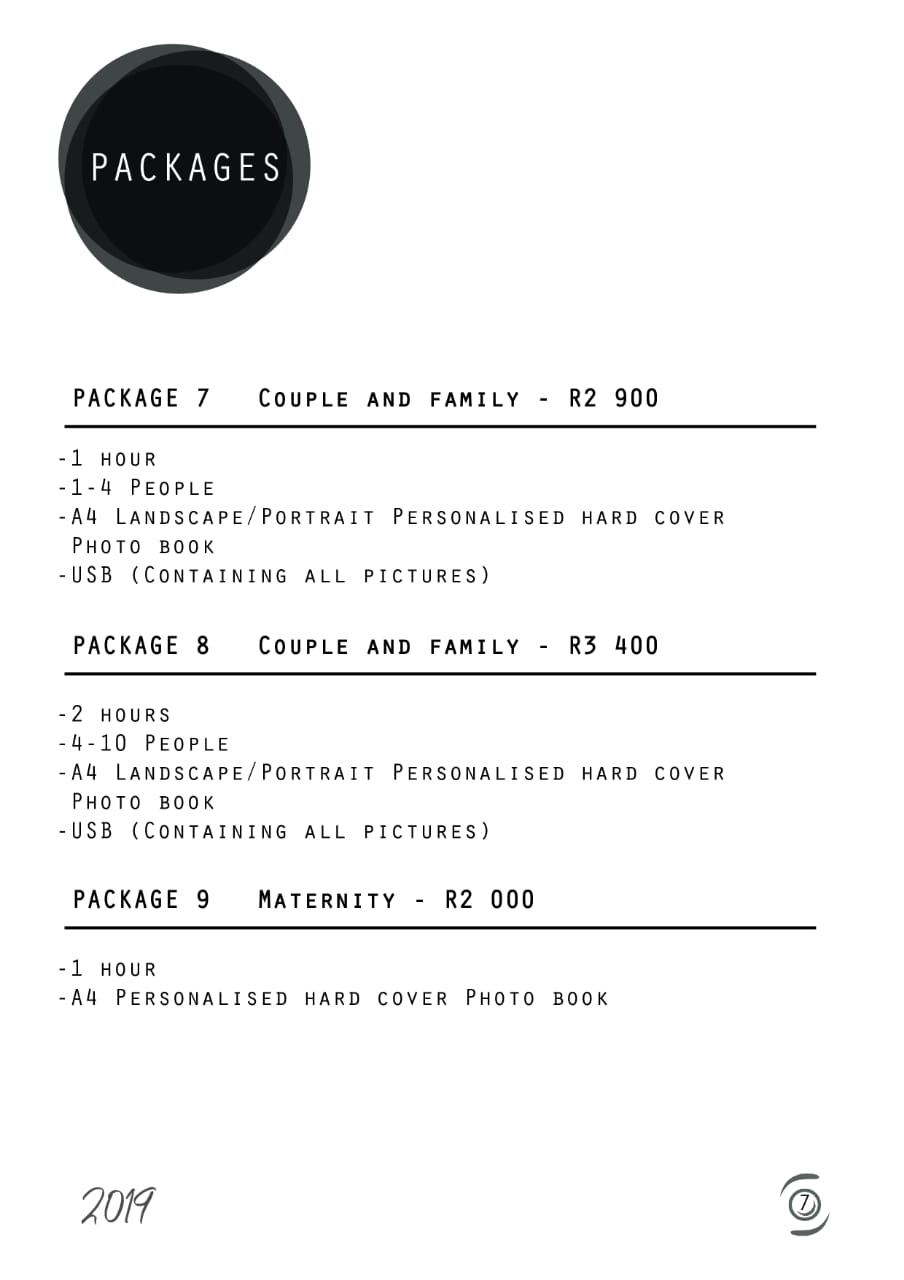 PACKAGES
PACKAGE 7 Couple and family - R2 900
-1 hour
-1-4 People
-A4 Landscape/Portrait Personalised hard cover
Photo book
-USB (Containing all pictures)
PACKAGE 8 Couple and family - R3 400
-2 hours
-4-10 People
-A4 Landscape/Portrait Personalised hard cover
Photo book
-USB (Containing all pictures)
PACKAGE 9 Maternity - R2 000
-1 hour
-A4 Personalised hard cover Photo book
2019
7